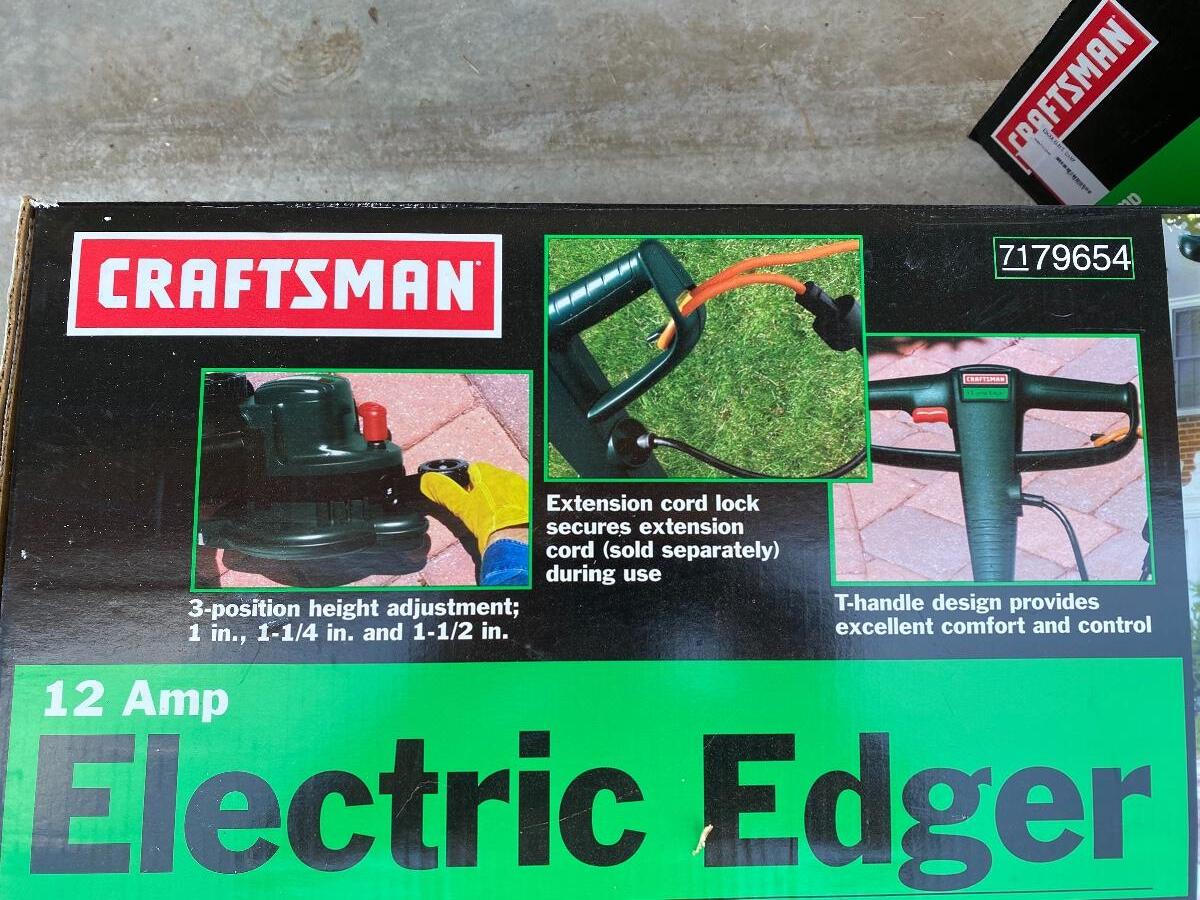 CRAFTSMAN
CRAFTSMAN
7179654
CRAFTSMAN
3-position height adjustment;
1 in., 1-1/4 in. and 1-1/2 in.
Extension cord lock
secures extension
cord (sold separately)
during use
T-handle design provides
excellent comfort and control
12 Amp
Electric Edger